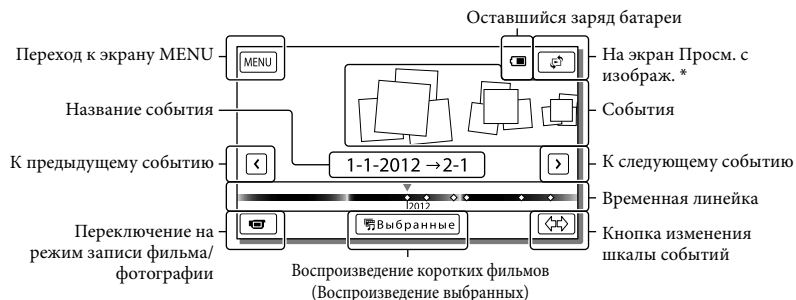 Оставшийся заряд батареи
Переход к экрану MENU
MENU
На экран Просм. с
изображ. *
Название события
События
К предыдущему событию
1-1-2012 →2-1
К следующему событию
2012
Временная линейка
Переключение на
режим записи фильма/
фотографии
Выбранные
Кнопка изменения
шкалы событий
Воспроизведение коротких фильмов
(Воспроизведение выбранных)